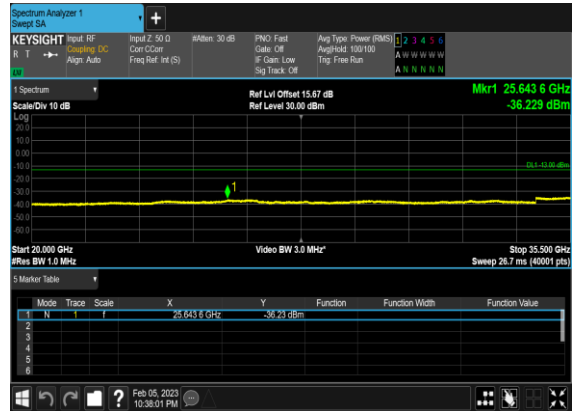 Spectrum Analyzer 1
Swept SA
+
KEYSIGHT Input: RF Input Z: 50 Ω #Atten: 30 dB PNO: Fast Avg Type: Power (RMS) 1 2 3 4 5 6
R T Coupling: DC Corr CCorr Gate: Off Avg|Hold: 100/100 A W W W W W
Align: Auto Freq Ref: Int (S) IF Gain: Low Trig: Free Run
Sig Track: Off A N N N N N
1 Spectrum Ref Lvl Offset 15.67 dB Mkr1 25.643 6 GHz
Scale/Div 10 dB Ref Level 30.00 dBm -36.229 dBm
Log
20.0
10.0
0.00
-10.0 DL1 -13.00 dBm
-20.0
-30.0 1
-40.0
-50.0
-60.0
Start 20.000 GHz Video BW 3.0 MHz* Stop 35.500 GHz
#Res BW 1.0 MHz Sweep 26.7 ms (40001 pts)
5 Marker Table
Mode Trace Scale X Y Function Function Width Function Value
1 N 1 f 25.643 6 GHz -36.23 dBm
2
3
4
5
6
? Feb 05, 2023
10:38:01 PM